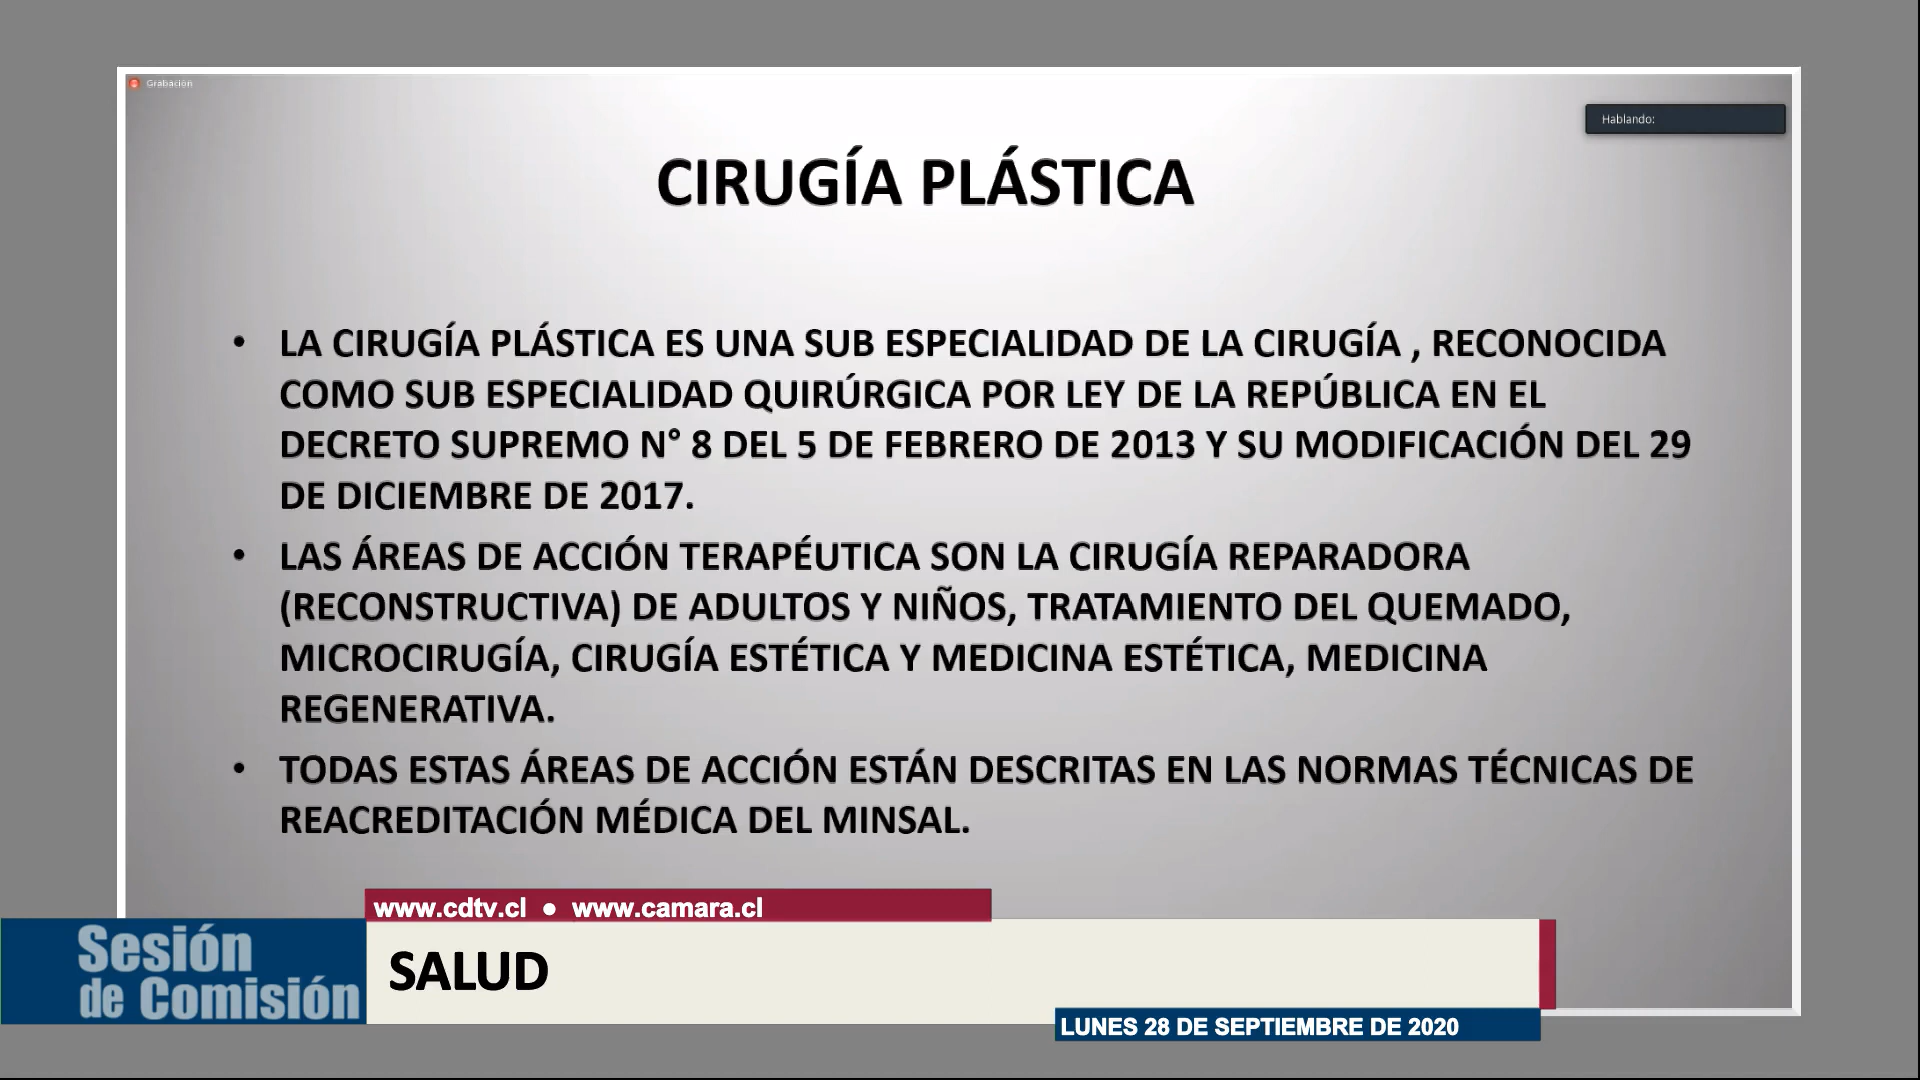 Grabación
Hablando:
CIRUGÍA PLÁSTICA
• LA CIRUGÍA PLÁSTICA ES UNA SUB ESPECIALIDAD DE LA CIRUGÍA , RECONOCIDA
COMO SUB ESPECIALIDAD QUIRÚRGICA POR LEY DE LA REPÚBLICA EN EL
DECRETO SUPREMO N° 8 DEL 5 DE FEBRERO DE 2013 Y SU MODIFICACIÓN DEL 29
DE DICIEMBRE DE 2017.
• LAS ÁREAS DE ACCIÓN TERAPÉUTICA SON LA CIRUGÍA REPARADORA
(RECONSTRUCTIVA) DE ADULTOS Y NIÑOS, TRATAMIENTO DEL QUEMADO,
MICROCIRUGÍA, CIRUGÍA ESTÉTICA Y MEDICINA ESTÉTICA, MEDICINA
REGENERATIVA.
• TODAS ESTAS ÁREAS DE ACCIÓN ESTÁN DESCRITAS EN LAS NORMAS TÉCNICAS DE
REACREDITACIÓN MÉDICA DEL MINSAL.
www.cdtv.cl ● www.camara.cl
Sesión
de Comisión
SALUD
LUNES 28 DE SEPTIEMBRE DE 2020